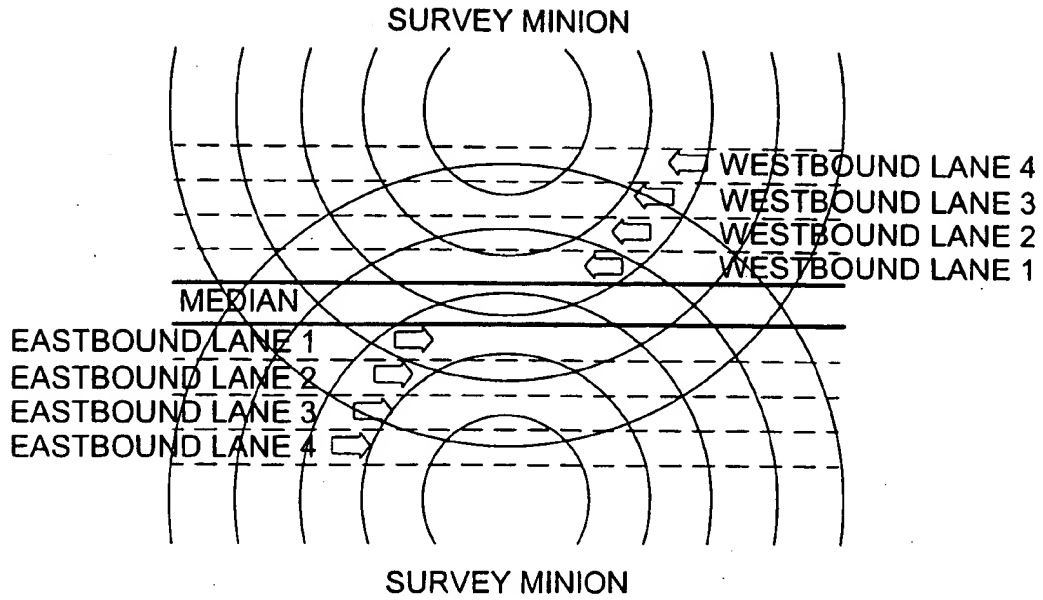 SURVEY MINION
WESTBOUND LANE 4
WESTBOUND LANE 3
WESTBOUND LANE 2
WESTBOUND LANE 1
MEDIAN
EASTBOUND LANE 1
EASTBOUND LANE 2
EASTBOUND LANE 3
EASTBOUND LANE 4
SURVEY MINION